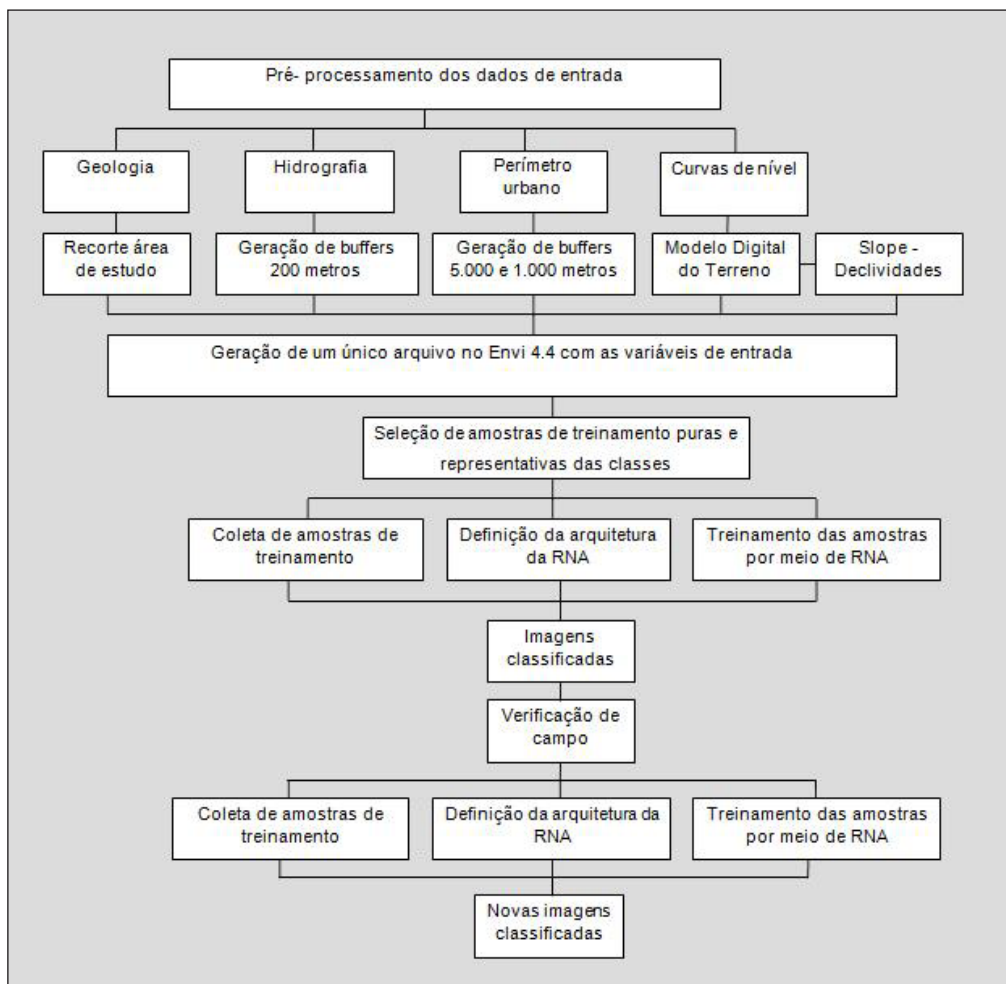 Pré- processamento dos dados de entrada
Geologia
Hidrografia
Perímetro
urbano
Curvas de nível
Recorte área
de estudo
Geração de buffers
200 metros
Geração de buffers
5.000 e 1.000 metros
Modelo Digital
do Terreno
Slope -
Declividades
Geração de um único arquivo no Envi 4.4 com as variáveis de entrada
Seleção de amostras de treinamento puras e
representativas das classes
Coleta de amostras de
treinamento
Definição da arquitetura
da RNA
Treinamento das amostras
por meio de RNA
Imagens
classificadas
Verificação de
campo
Coleta de amostras de
treinamento
Definição da arquitetura da
RNA
Treinamento das amostras
por meio de RNA
Novas imagens
classificadas